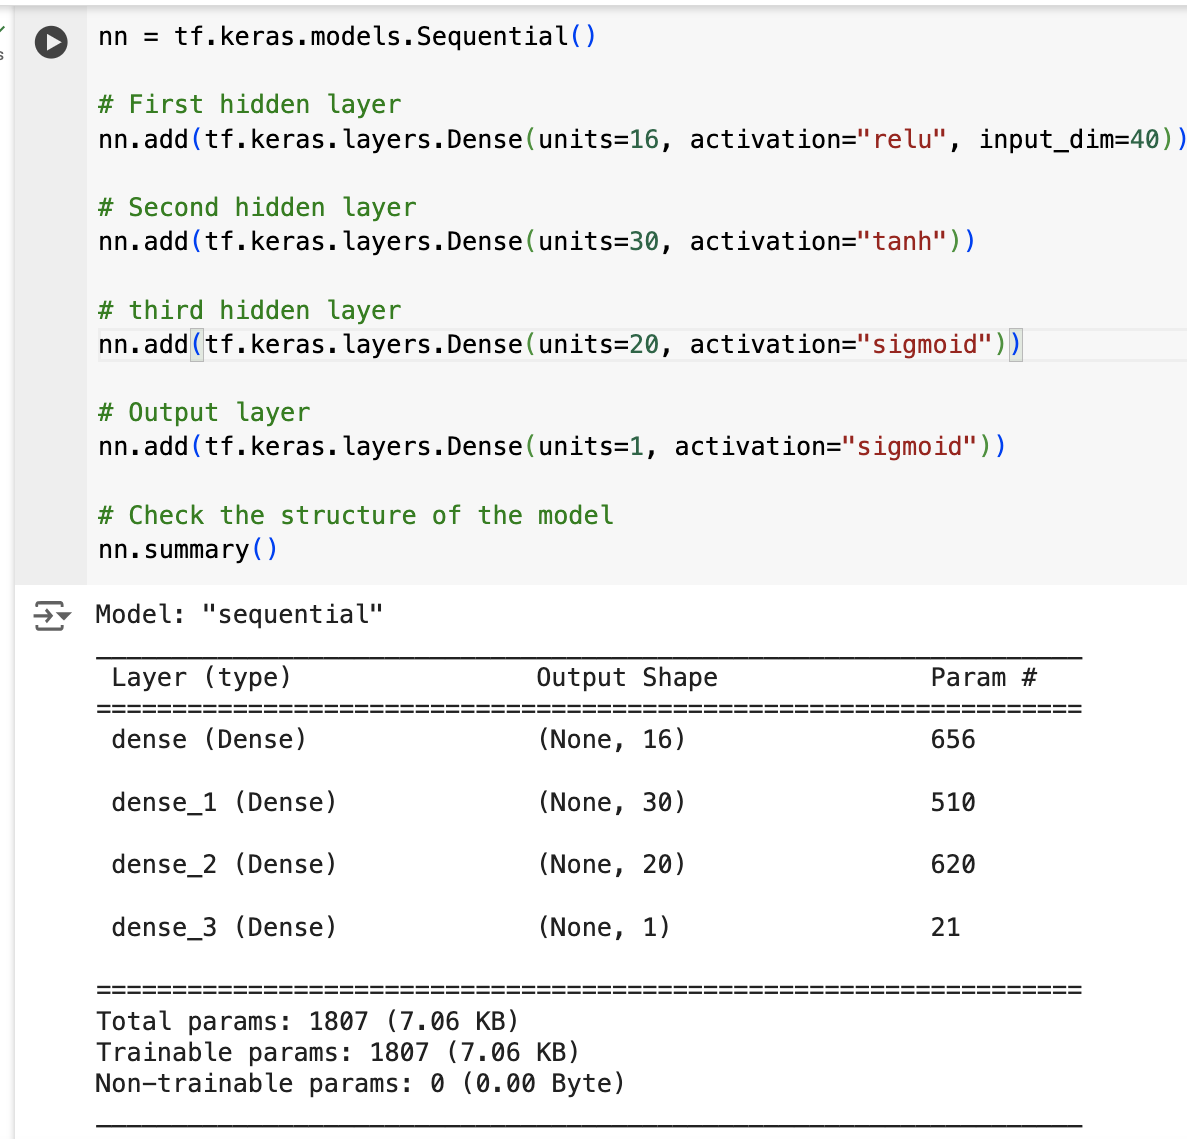 nn = tf.keras.models.Sequential()
# First hidden layer
nn.add(tf.keras.layers.Dense(units=16, activation="relu", input_dim=40))
# Second hidden layer
nn.add(tf.keras.layers.Dense(units=30, activation="tanh"))
# third hidden layer
nn.add(tf.keras.layers.Dense(units=20, activation="sigmoid"))
# Output layer
nn.add(tf.keras.layers.Dense(units=1, activation="sigmoid"))
# Check the structure of the model
nn.summary()
Model: "sequential"
_________________________________________________________________
Layer (type) Output Shape Param #
=================================================================
dense (Dense) (None, 16) 656
dense_1 (Dense) (None, 30) 510
dense_2 (Dense) (None, 20) 620
dense_3 (Dense) (None, 1) 21
=================================================================
Total params: 1807 (7.06 KB)
Trainable params: 1807 (7.06 KB)
Non-trainable params: 0 (0.00 Byte)
_________________________________________________________________